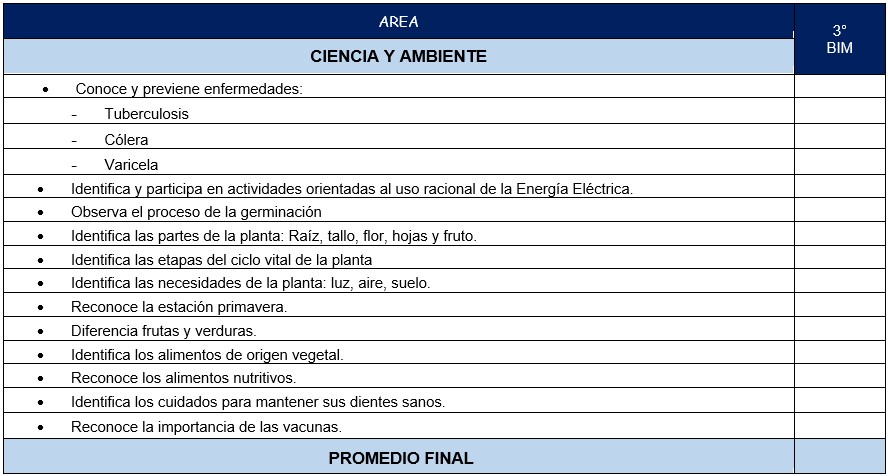 AREA
3°
BIM
CIENCIA Y AMBIENTE
• Conoce y previene enfermedades:
- Tuberculosis
- Cólera
- Varicela
• Identifica y participa en actividades orientadas al uso racional de la Energía Eléctrica.
• Observa el proceso de la germinación
• Identifica las partes de la planta: Raíz, tallo, flor, hojas y fruto.
• Identifica las etapas del ciclo vital de la planta
• Identifica las necesidades de la planta: luz, aire, suelo.
• Reconoce la estación primavera.
• Diferencia frutas y verduras.
• Identifica los alimentos de origen vegetal.
• Reconoce los alimentos nutritivos.
• Identifica los cuidados para mantener sus dientes sanos.
• Reconoce la importancia de las vacunas.
PROMEDIO FINAL